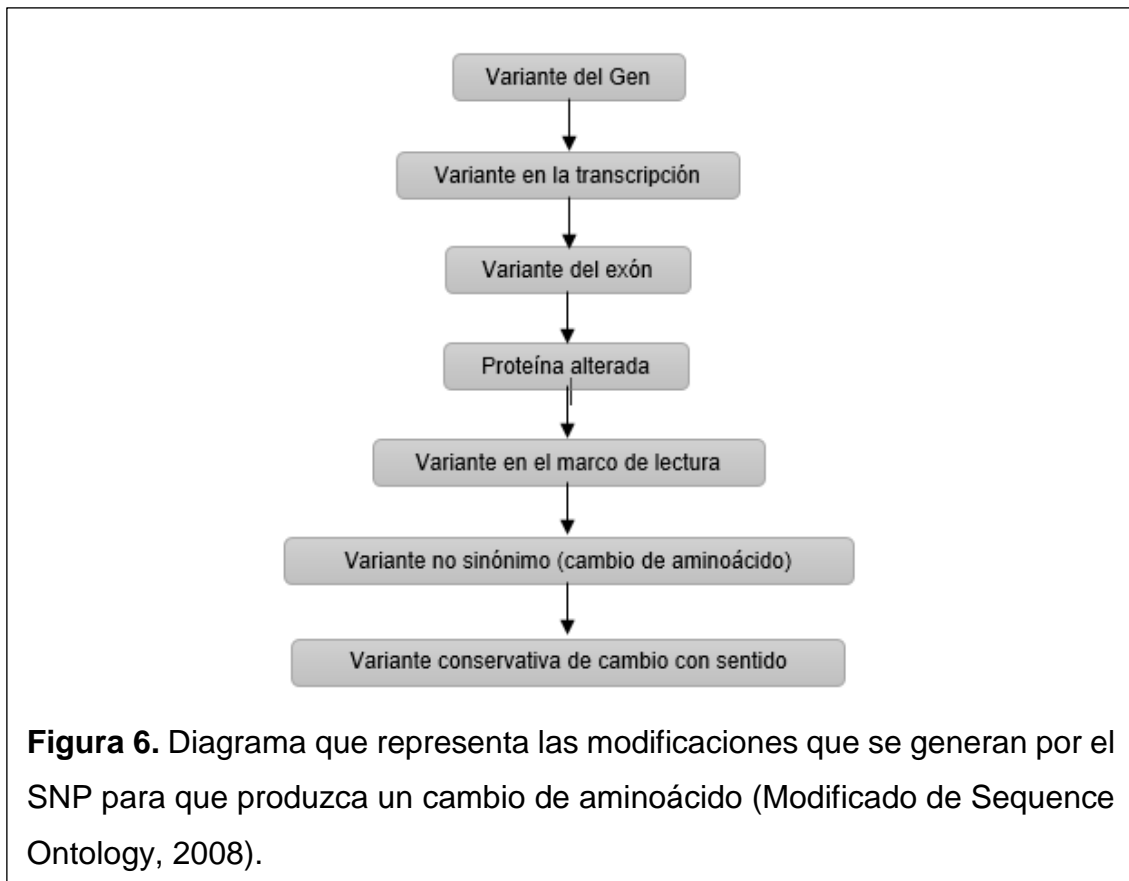 Variante del Gen
Variante en la transcripción
Variante del exón
Proteína alterada
Variante en el marco de lectura
Variante no sinónimo (cambio de aminoácido)
Variante conservativa de cambio con sentido
Figura 6. Diagrama que representa las modificaciones que se generan por el
SNP para que produzca un cambio de aminoácido (Modificado de Sequence
Ontology, 2008).